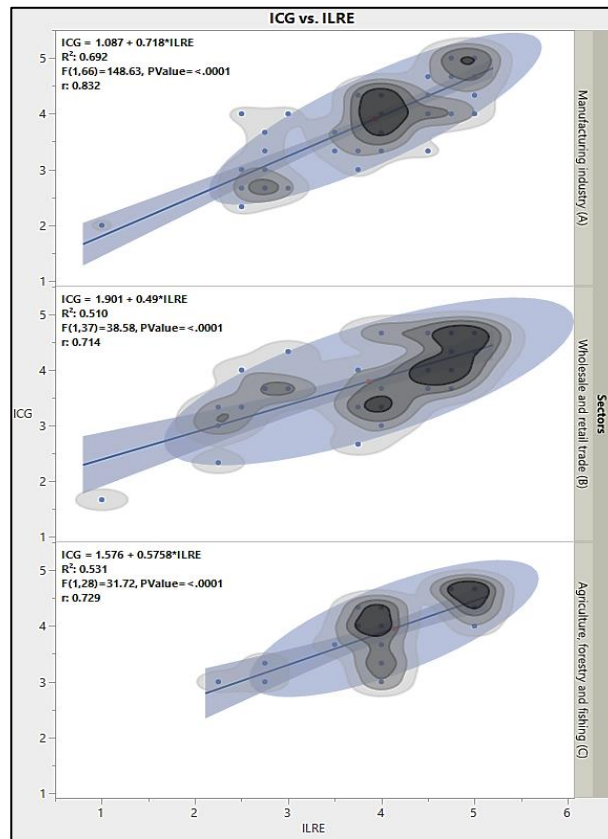 ICG vs. ILRE
ICG = 1.087 + 0.718*ILRE
R²: 0.692
F(1,66)=148.63, PValue=<.0001
r: 0.832
5
4
3
2
1
Manufacturing industry (A)
ICG = 1.901 + 0.49*ILRE
R²: 0.510
F(1,37)=38.58, PValue=<.0001
r: 0.714
5
4
3
2
1
ICG
Wholesale and retail trade (B)
Sectors
ICG = 1.576 + 0.5758*ILRE
R²: 0.531
F(1,28)=31.72, PValue=<.0001
r: 0.729
5
4
3
2
1
Agriculture, forestry and fishing (C)
1 2 3 4 5 6
ILRE